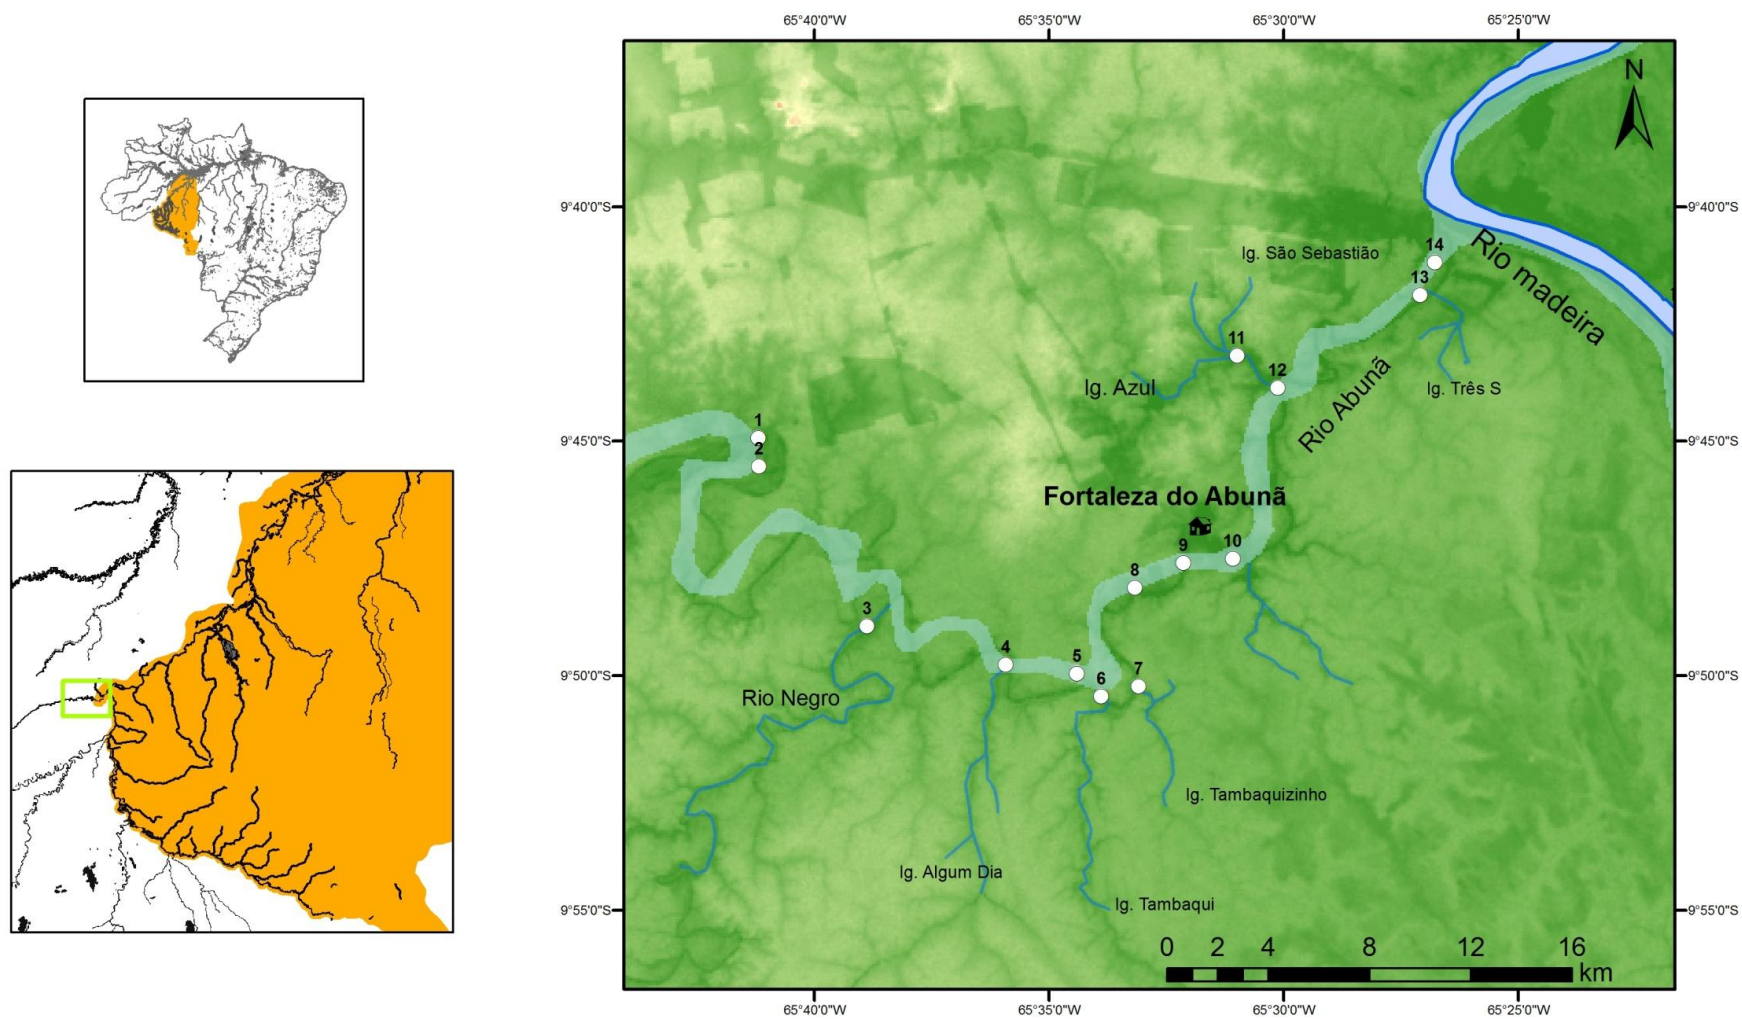 65°40'0"W 65°35'0"W 65°30'0"W 65°25'0"W
N
9°40'0"S 9°40'0"S
14
Ig. São Sebastião
Rio madeira
13
11
12
Ig. Azul
Ig. Três S
Rio Abunã
1
9°45'0"S 9°45'0"S
2
Fortaleza do Abunã
9 10
8
3
4 5 7
9°50'0"S 9°50'0"S
6
Rio Negro
Ig. Tambaquizinho
Ig. Algum Dia
Ig. Tambaqui
9°55'0"S 9°55'0"S
0 2 4 8 12 16
km
65°40'0"W 65°35'0"W 65°30'0"W 65°25'0"W